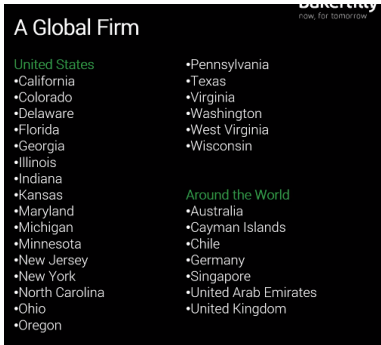 bakertilly
now, for tomorrow
A Global Firm
United States
•California
•Colorado
•Delaware
•Florida
•Georgia
•Illinois
•Indiana
•Kansas
•Maryland
•Michigan
•Minnesota
•New Jersey
•New York
•North Carolina
•Ohio
•Oregon
•Pennsylvania
•Texas
•Virginia
•Washington
•West Virginia
•Wisconsin
Around the World
•Australia
•Cayman Islands
•Chile
•Germany
•Singapore
•United Arab Emirates
•United Kingdom